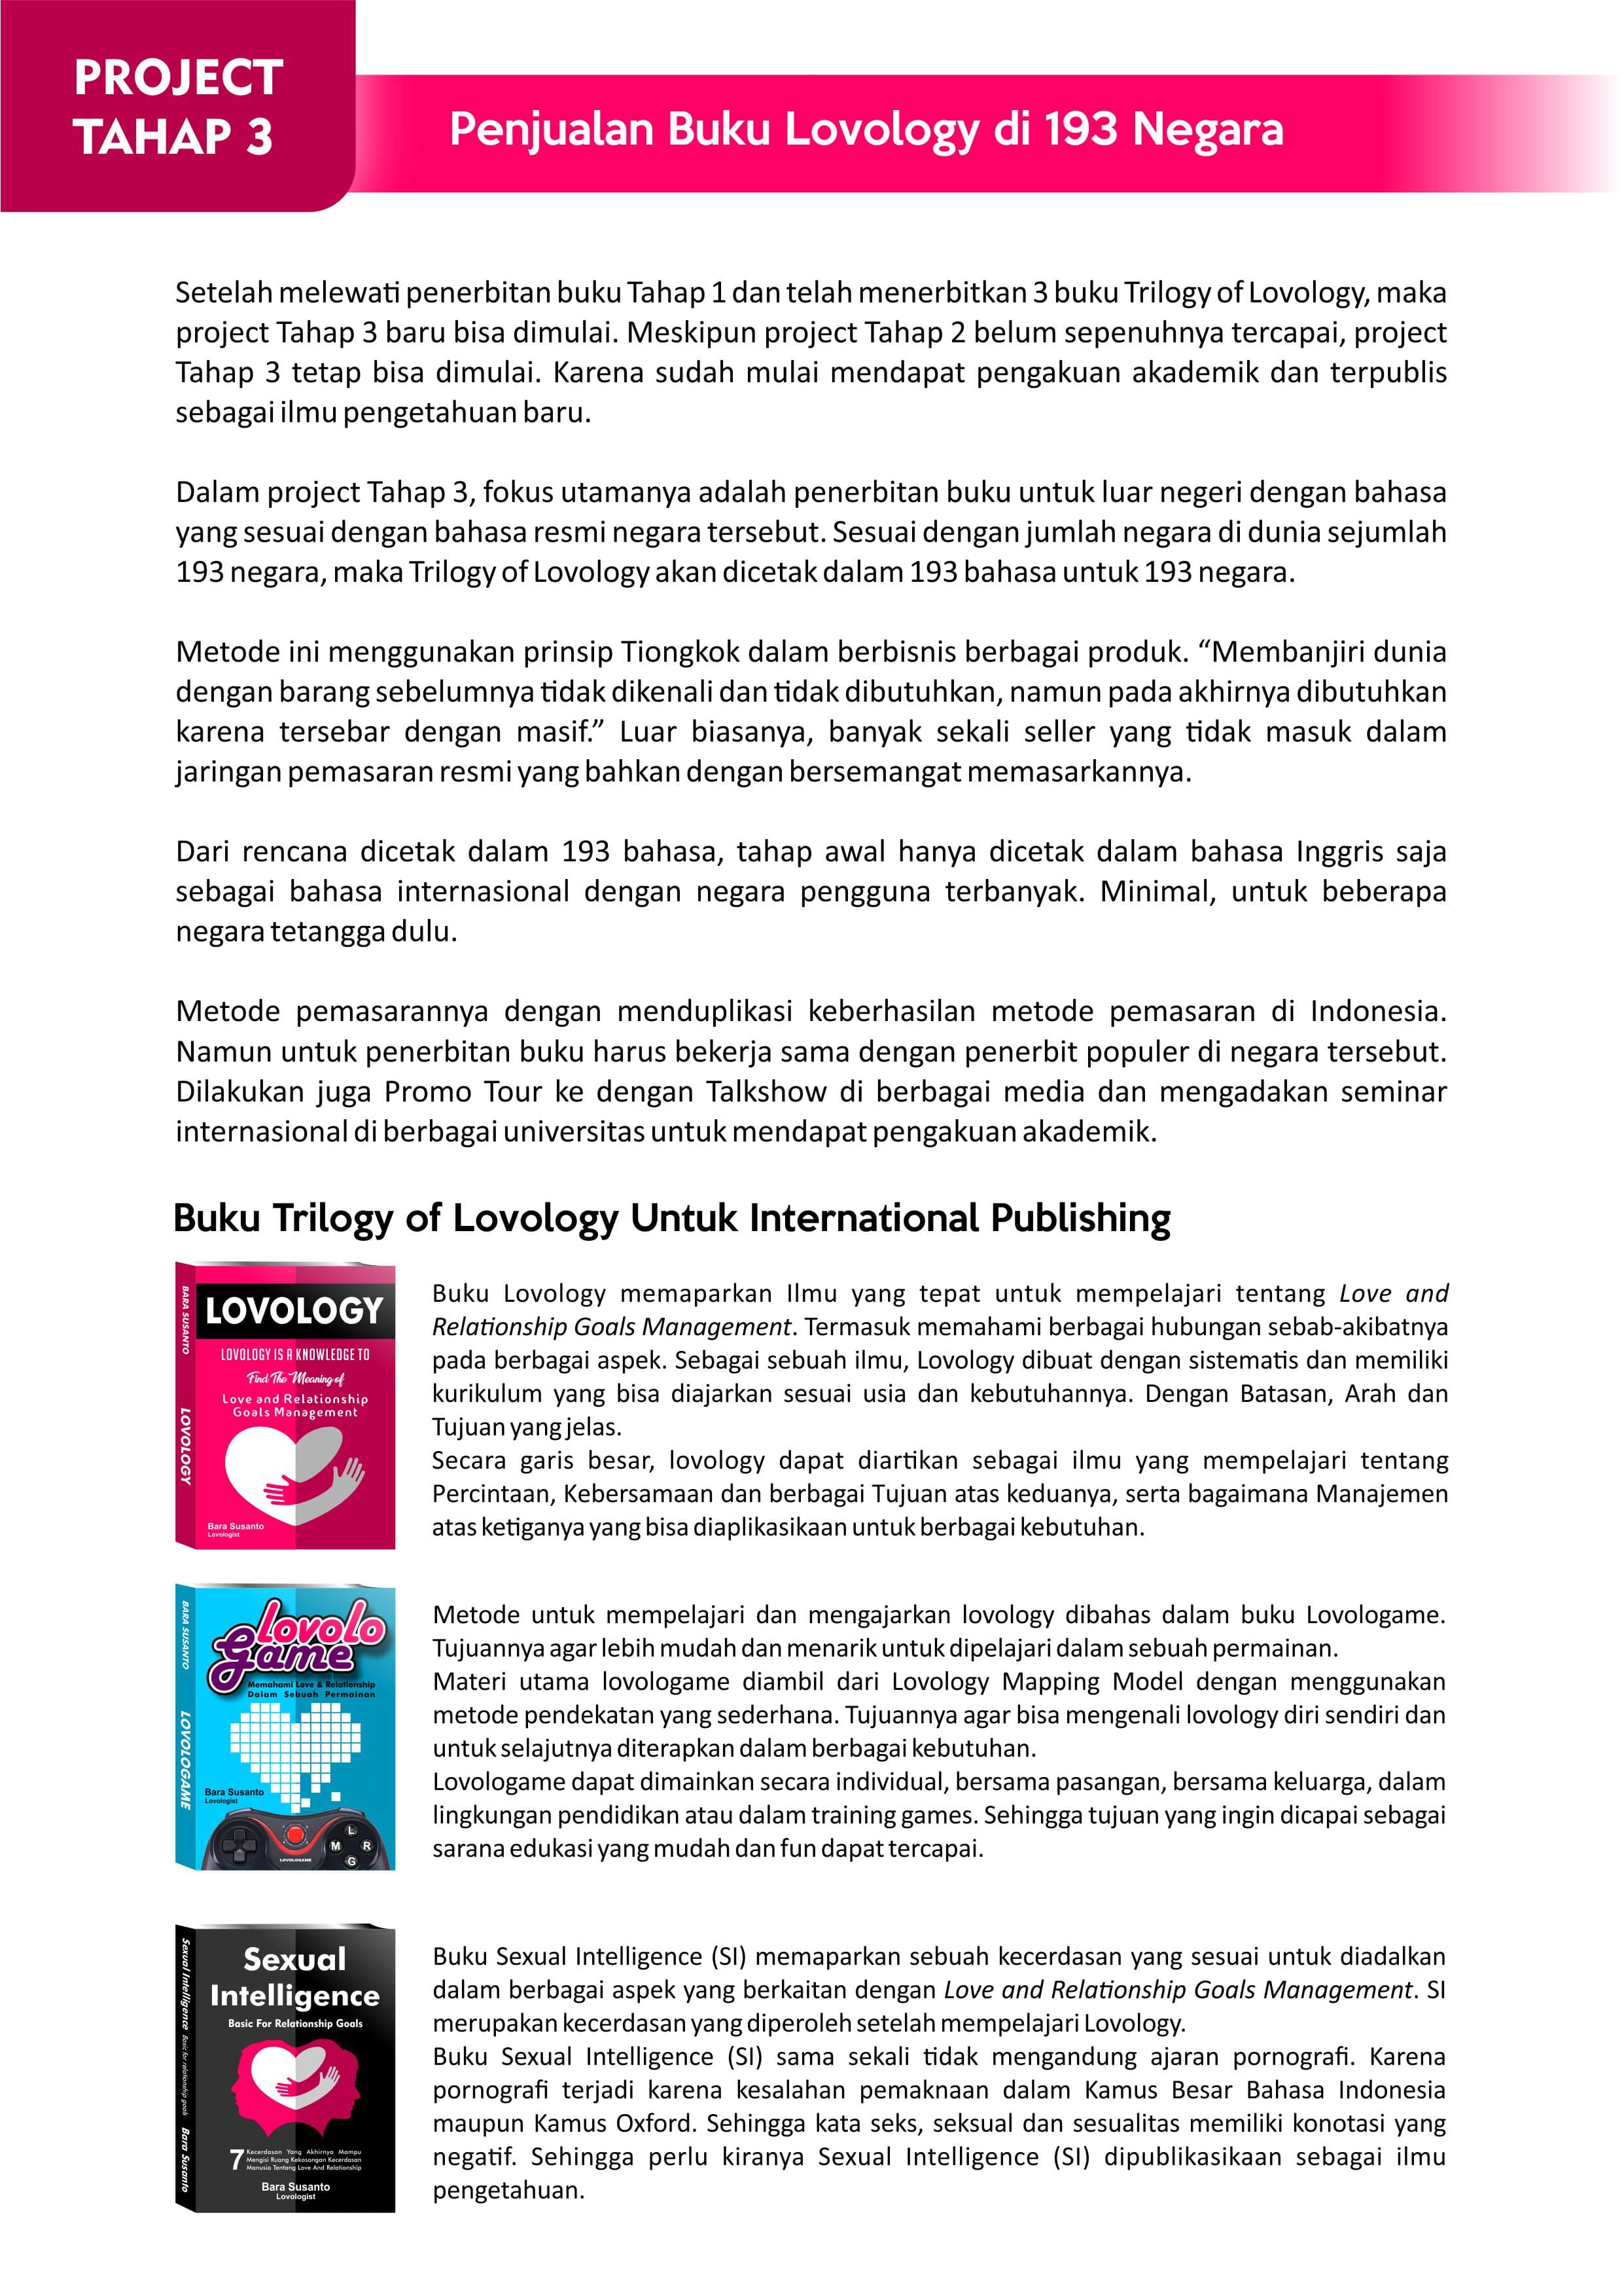 PROJECT
TAHAP 3
Penjualan Buku Lovology di 193 Negara
Setelah melewati penerbitan buku Tahap 1 dan telah menerbitkan 3 buku Trilogy of Lovology, maka
project Tahap 3 baru bisa dimulai. Meskipun project Tahap 2 belum sepenuhnya tercapai, project
Tahap 3 tetap bisa dimulai. Karena sudah mulai mendapat pengakuan akademik dan terpublis
sebagai ilmu pengetahuan baru.
Dalam project Tahap 3, fokus utamanya adalah penerbitan buku untuk luar negeri dengan bahasa
yang sesuai dengan bahasa resmi negara tersebut. Sesuai dengan jumlah negara di dunia sejumlah
193 negara, maka Trilogy of Lovology akan dicetak dalam 193 bahasa untuk 193 negara.
Metode ini menggunakan prinsip Tiongkok dalam berbisnis berbagai produk. “Membanjiri dunia
dengan barang sebelumnya tidak dikenali dan tidak dibutuhkan, namun pada akhirnya dibutuhkan
karena tersebar dengan masif.” Luar biasanya, banyak sekali seller yang tidak masuk dalam
jaringan pemasaran resmi yang bahkan dengan bersemangat memasarkannya.
Dari rencana dicetak dalam 193 bahasa, tahap awal hanya dicetak dalam bahasa Inggris saja
sebagai bahasa internasional dengan negara pengguna terbanyak. Minimal, untuk beberapa
negara tetangga dulu.
Metode pemasarannya dengan menduplikasi keberhasilan metode pemasaran di Indonesia.
Namun untuk penerbitan buku harus bekerja sama dengan penerbit populer di negara tersebut.
Dilakukan juga Promo Tour ke dengan Talkshow di berbagai media dan mengadakan seminar
internasional di berbagai universitas untuk mendapat pengakuan akademik.
Buku Trilogy of Lovology Untuk International Publishing
BARA SUSANTO
LOVOLOGY
LOVOLOGY
LOVOLOGY IS A KNOWLEDGE TO
Find The Meaning of
Love and Relationship
Goals Management
Bara Susanto
Lovologist
Buku Lovology memaparkan Ilmu yang tepat untuk mempelajari tentang Love and
Relationship Goals Management. Termasuk memahami berbagai hubungan sebab-akibatnya
pada berbagai aspek. Sebagai sebuah ilmu, Lovology dibuat dengan sistematis dan memiliki
kurikulum yang bisa diajarkan sesuai usia dan kebutuhannya. Dengan Batasan, Arah dan
Tujuan yang jelas.
Secara garis besar, lovology dapat diartikan sebagai ilmu yang mempelajari tentang
Percintaan, Kebersamaan dan berbagai Tujuan atas keduanya, serta bagaimana Manajemen
atas ketiganya yang bisa diaplikasikaan untuk berbagai kebutuhan.
BARA SUSANTO
LOVOLOGAME
lovolo
Game
Memahami Love & Relationship
Dalam Sebuah Permainan
Bara Susanto
Lovologist
L
M
R
G
LOVOLOGAME
Metode untuk mempelajari dan mengajarkan lovology dibahas dalam buku Lovologame.
Tujuannya agar lebih mudah dan menarik untuk dipelajari dalam sebuah permainan.
Materi utama lovologame diambil dari Lovology Mapping Model dengan menggunakan
metode pendekatan yang sederhana. Tujuannya agar bisa mengenali lovology diri sendiri dan
untuk selajutnya diterapkan dalam berbagai kebutuhan.
Lovologame dapat dimainkan secara individual, bersama pasangan, bersama keluarga, dalam
lingkungan pendidikan atau dalam training games. Sehingga tujuan yang ingin dicapai sebagai
sarana edukasi yang mudah dan fun dapat tercapai.
Sexual Intelligence Basic for relationship goals
Bara Susanto
Sexual
Intelligence
Basic For Relationship Goals
7 Kecerdasan Yang Akhirnya Mampu
Mengisi Ruang Kekosongan Kecerdasan
Manusia Tentang Love And Relationship
Bara Susanto
Lovologist
Buku Sexual Intelligence (SI) memaparkan sebuah kecerdasan yang sesuai untuk diadalkan
dalam berbagai aspek yang berkaitan dengan Love and Relationship Goals Management. SI
merupakan kecerdasan yang diperoleh setelah mempelajari Lovology.
Buku Sexual Intelligence (SI) sama sekali tidak mengandung ajaran pornografi. Karena
pornografi terjadi karena kesalahan pemaknaan dalam Kamus Besar Bahasa Indonesia
maupun Kamus Oxford. Sehingga kata seks, seksual dan sesualitas memiliki konotasi yang
negatif. Sehingga perlu kiranya Sexual Intelligence (SI) dipublikasikaan sebagai ilmu
pengetahuan.